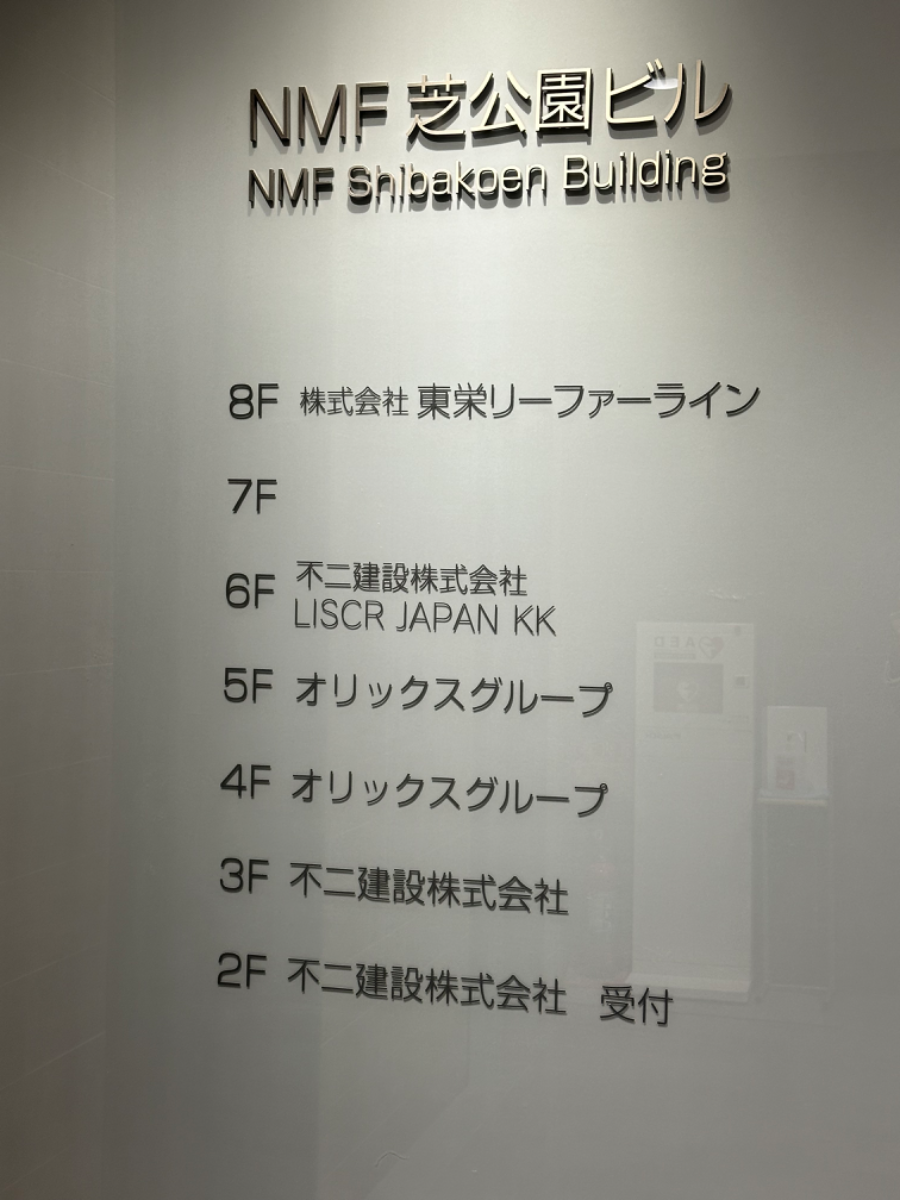 NMF 芝公園ビル
NMF Shibakoen Building
8F 株式会社 東栄リーファーライン
7F
6F 不二建設株式会社
LISCR JAPAN KK
5F オリックスグループ
4F オリックスグループ
3F 不二建設株式会社
2F 不二建設株式会社 受付
AED